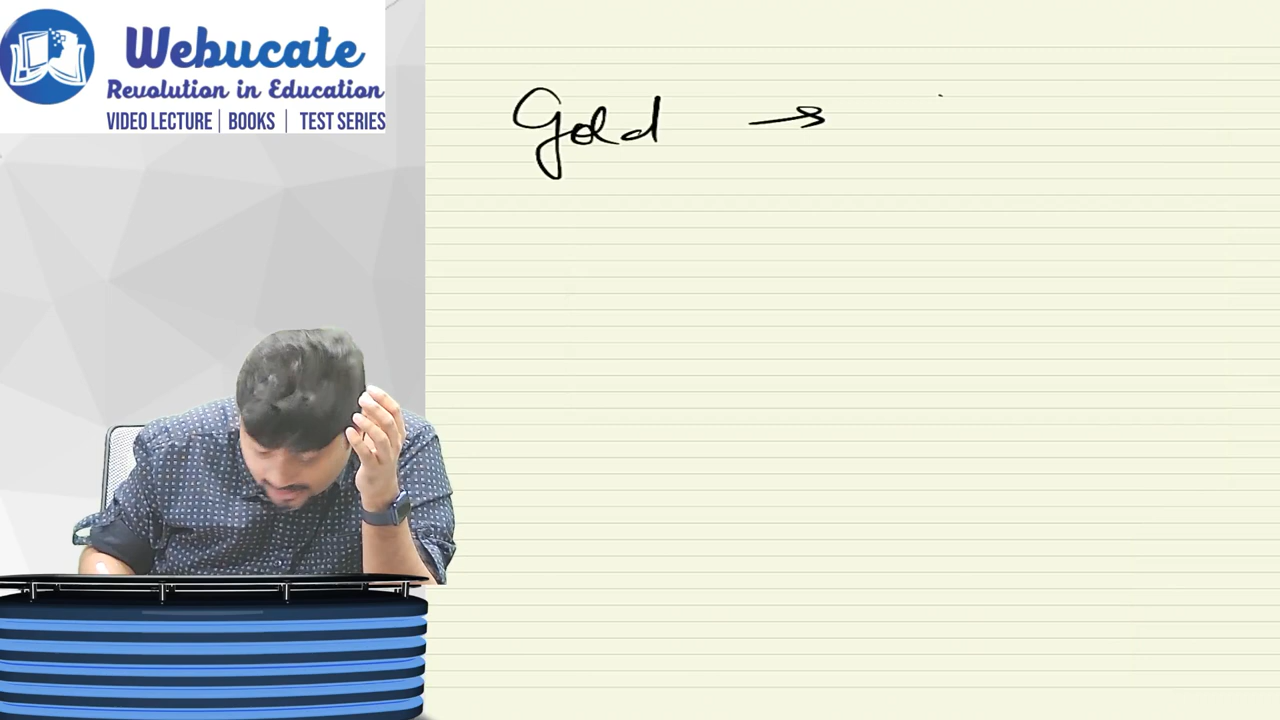 Webucate
Revolution in Education
VIDEO LECTURE | BOOKS | TEST SERIES
Gold →